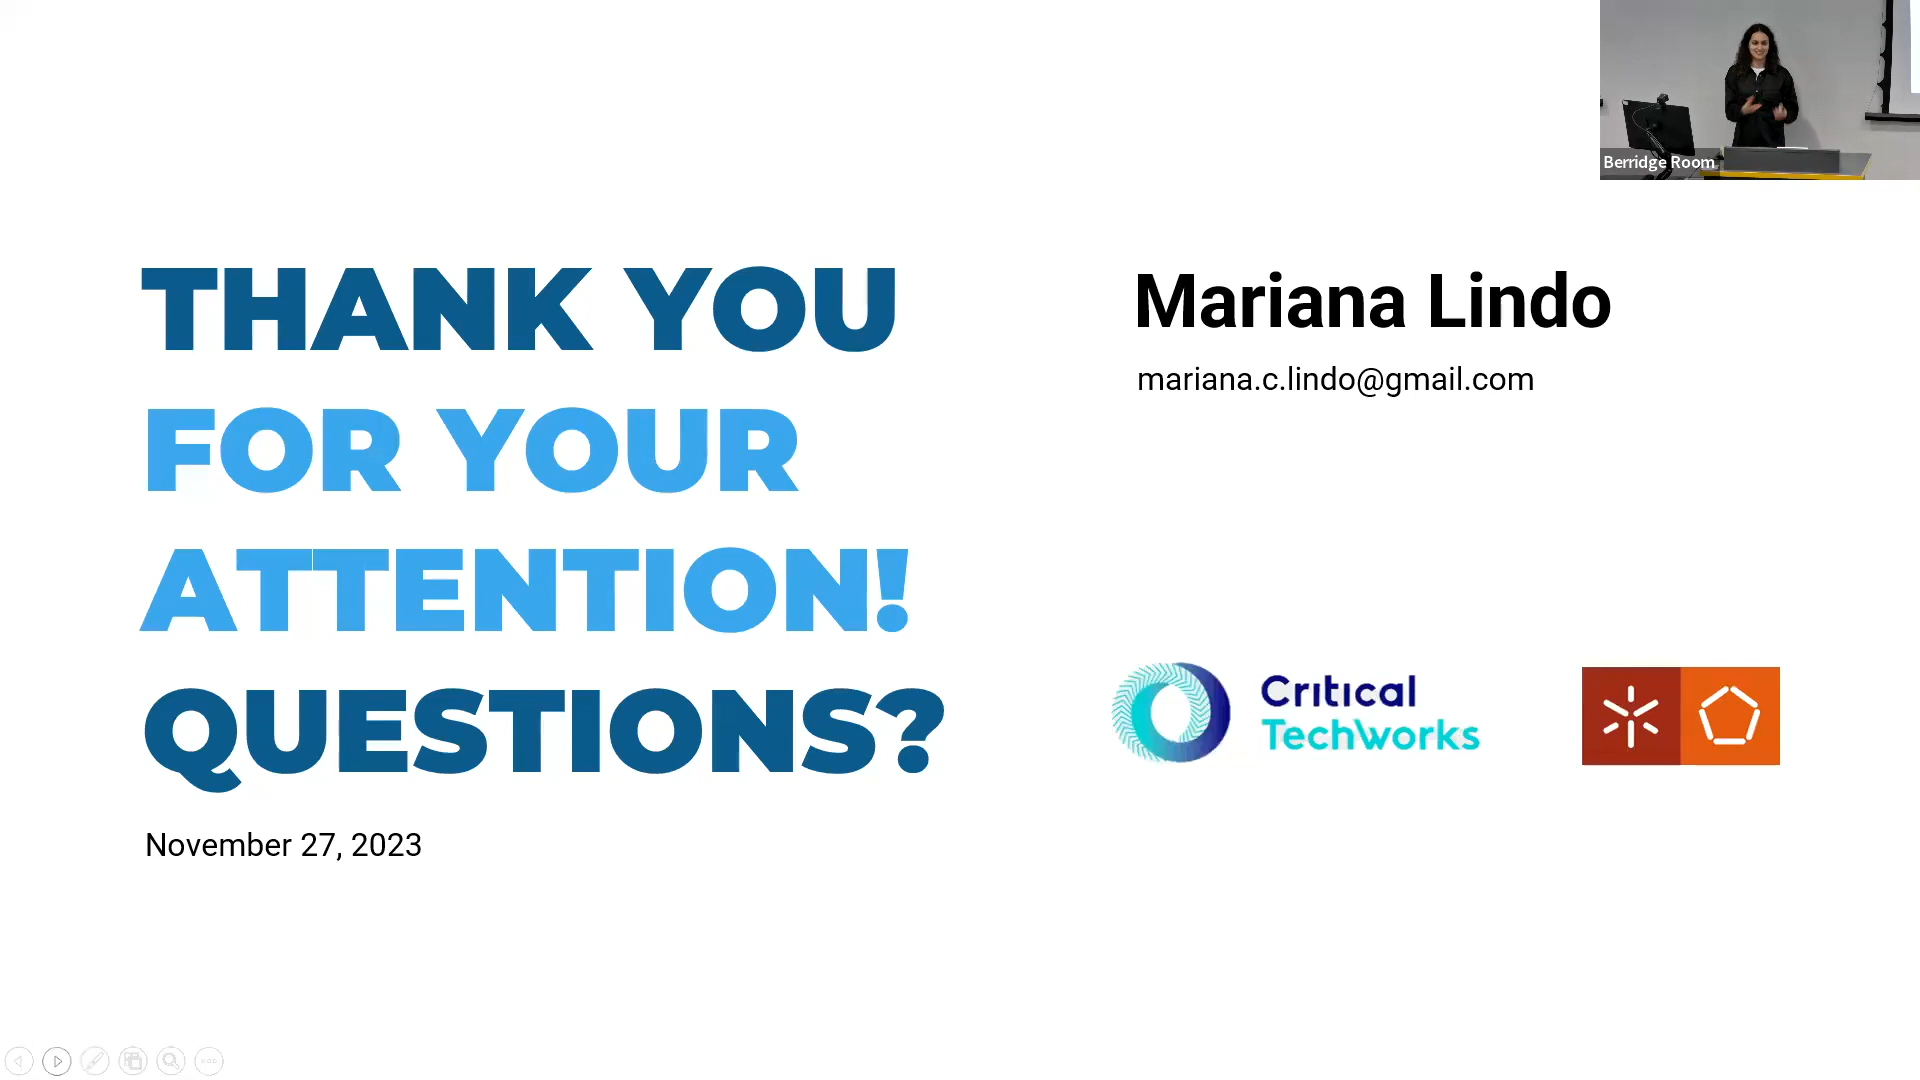 Berridge Room
THANK YOU
FOR YOUR
ATTENTION!
QUESTIONS?
November 27, 2023
Mariana Lindo
mariana.c.lindo@gmail.com
Critical
TechWorks